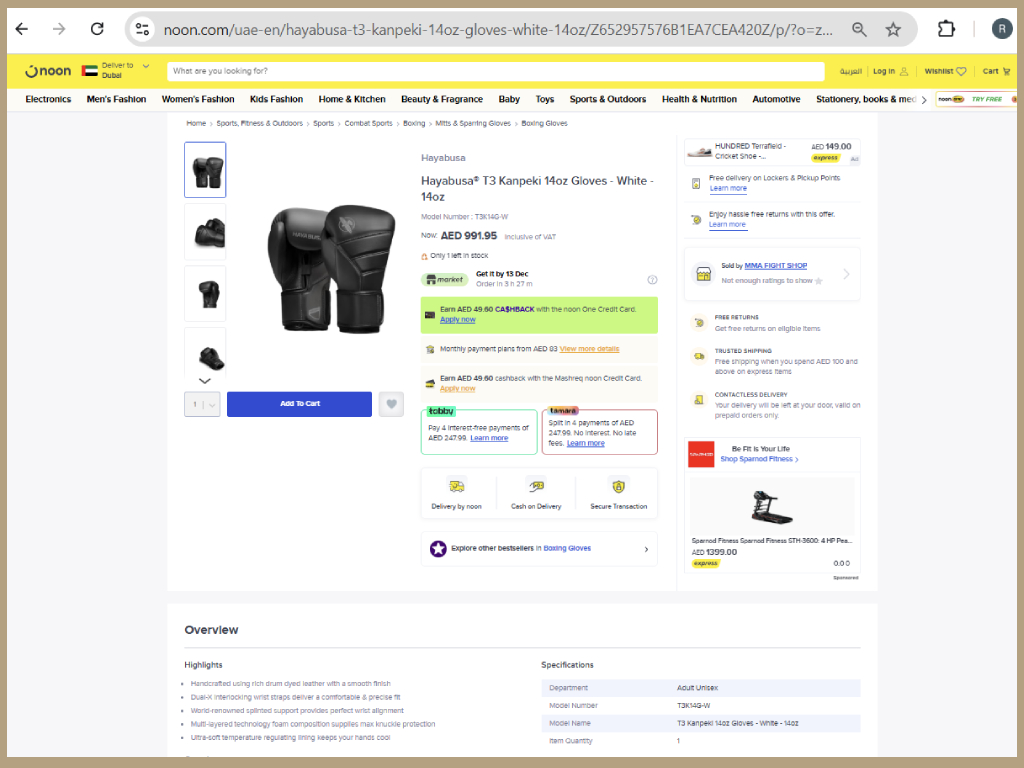 noon.com/uae-en/hayabusa-t3-kanpeki-14oz-gloves-white-14oz/Z652957576B1EA7CEA420Z/p/?o=z...
R
noon
Deliver to
Dubai
What are you looking for?
العربية
Log In
Wishlist
Cart
Electronics
Men's Fashion
Women's Fashion
Kids Fashion
Home & Kitchen
Beauty & Fragrance
Baby
Toys
Sports & Outdoors
Health & Nutrition
Automotive
Stationery, books & med
noon one
TRY FREE
Home > Sports, Fitness & Outdoors > Sports > Combat Sports > Boxing > Mitts & Sparring Gloves > Boxing Gloves
Hayabusa
Hayabusa® T3 Kanpeki 14oz Gloves - White -
14oz
Model Number : T3K14G-W
Now: AED 991.95 Inclusive of VAT
Only 1 left in stock
market
Get it by 13 Dec
Order in 3 h 27 m
Earn AED 49.60 CA$HBACK with the noon One Credit Card.
Apply now
Monthly payment plans from AED 83 View more details
Earn AED 49.60 cashback with the Mashreq noon Credit Card.
Apply now
1
Add To Cart
tabby
Pay 4 interest-free payments of
AED 247.99. Learn more
tamara
Split in 4 payments of AED
247.99. No interest. No late
fees. Learn more
Delivery by noon
Cash on Delivery
Secure Transaction
Explore other bestsellers in Boxing Gloves
HUNDRED Terrafield -
Cricket Shoe -...
AED 149.00
express
Ad
Free delivery on Lockers & Pickup Points
Learn more
Enjoy hassle free returns with this offer.
Learn more
Sold by MMA FIGHT SHOP
Not enough ratings to show
FREE RETURNS
Get free returns on eligible items
TRUSTED SHIPPING
Free shipping when you spend AED 100 and
above on express items
CONTACTLESS DELIVERY
Your delivery will be left at your door, valid on
prepaid orders only.
Be Fit Is Your Life
Shop Sparnod Fitness >
Sparnod Fitness Sparnod Fitness STH-3600: 4 HP Pea...
AED 1399.00
express
0.0 0
Sponsored
Overview
Highlights
Handcrafted using rich drum dyed leather with a smooth finish
Dual-X interlocking wrist straps deliver a comfortable & precise fit
World-renowned splinted support provides perfect wrist alignment
Multi-layered technology foam composition supplies max knuckle protection
Ultra-soft temperature regulating lining keeps your hands cool
Specifications
Department Adult Unisex
Model Number T3K14G-W
Model Name T3 Kanpeki 14oz Gloves - White - 14oz
Item Quantity 1